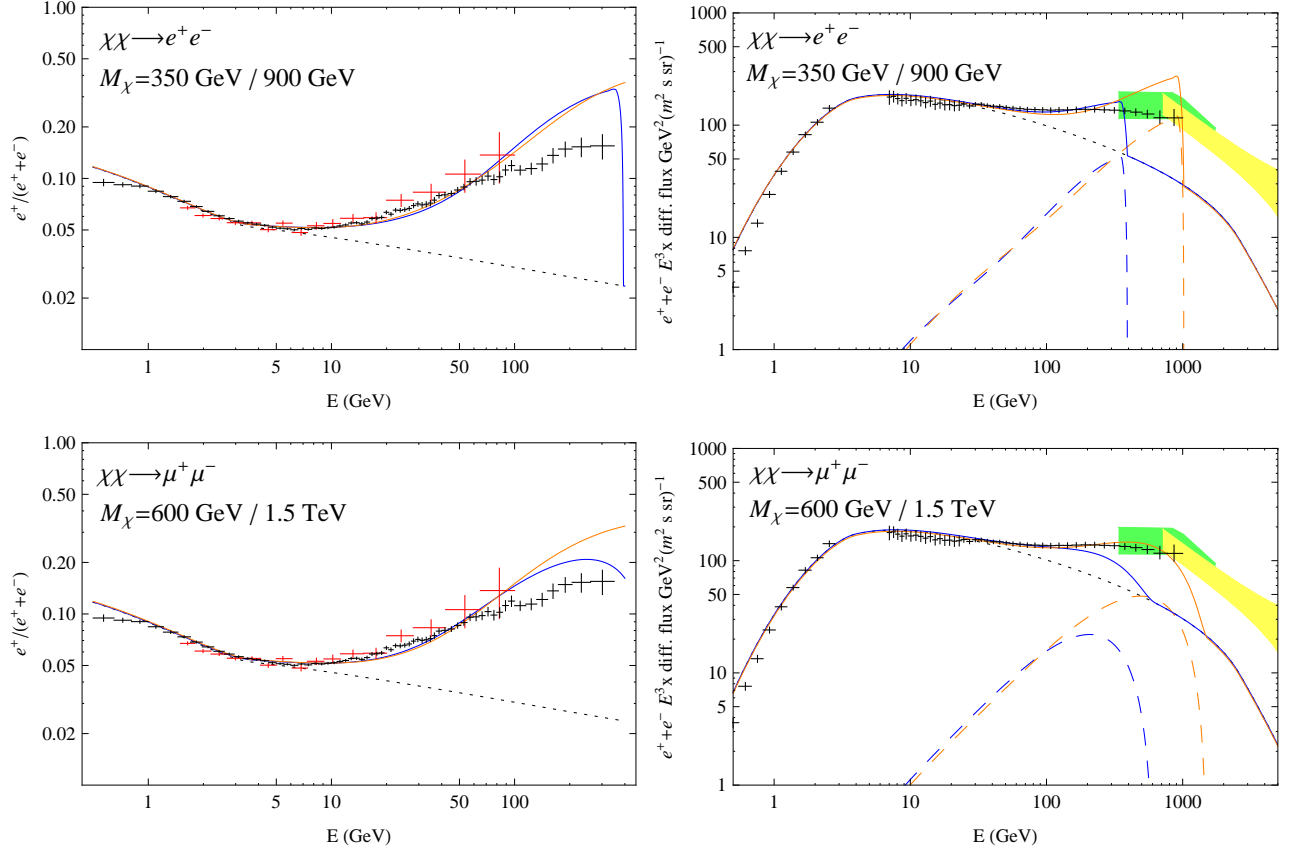 1.00
0.50
0.20
0.10
0.05
0.02
e⁺/(e⁺+e⁻)
χχ⟶e⁺e⁻
Mχ=350 GeV / 900 GeV
1 5 10 50 100
E (GeV)
1000
500
100
50
10
5
1
e⁺+e⁻ E³x diff. flux GeV²(m² s sr)⁻¹
χχ⟶e⁺e⁻
Mχ=350 GeV / 900 GeV
1 10 100 1000
E (GeV)
1.00
0.50
0.20
0.10
0.05
0.02
e⁺/(e⁺+e⁻)
χχ⟶μ⁺μ⁻
Mχ=600 GeV / 1.5 TeV
1 5 10 50 100
E (GeV)
1000
500
100
50
10
5
1
e⁺+e⁻ E³x diff. flux GeV²(m² s sr)⁻¹
χχ⟶μ⁺μ⁻
Mχ=600 GeV / 1.5 TeV
1 10 100 1000
E (GeV)